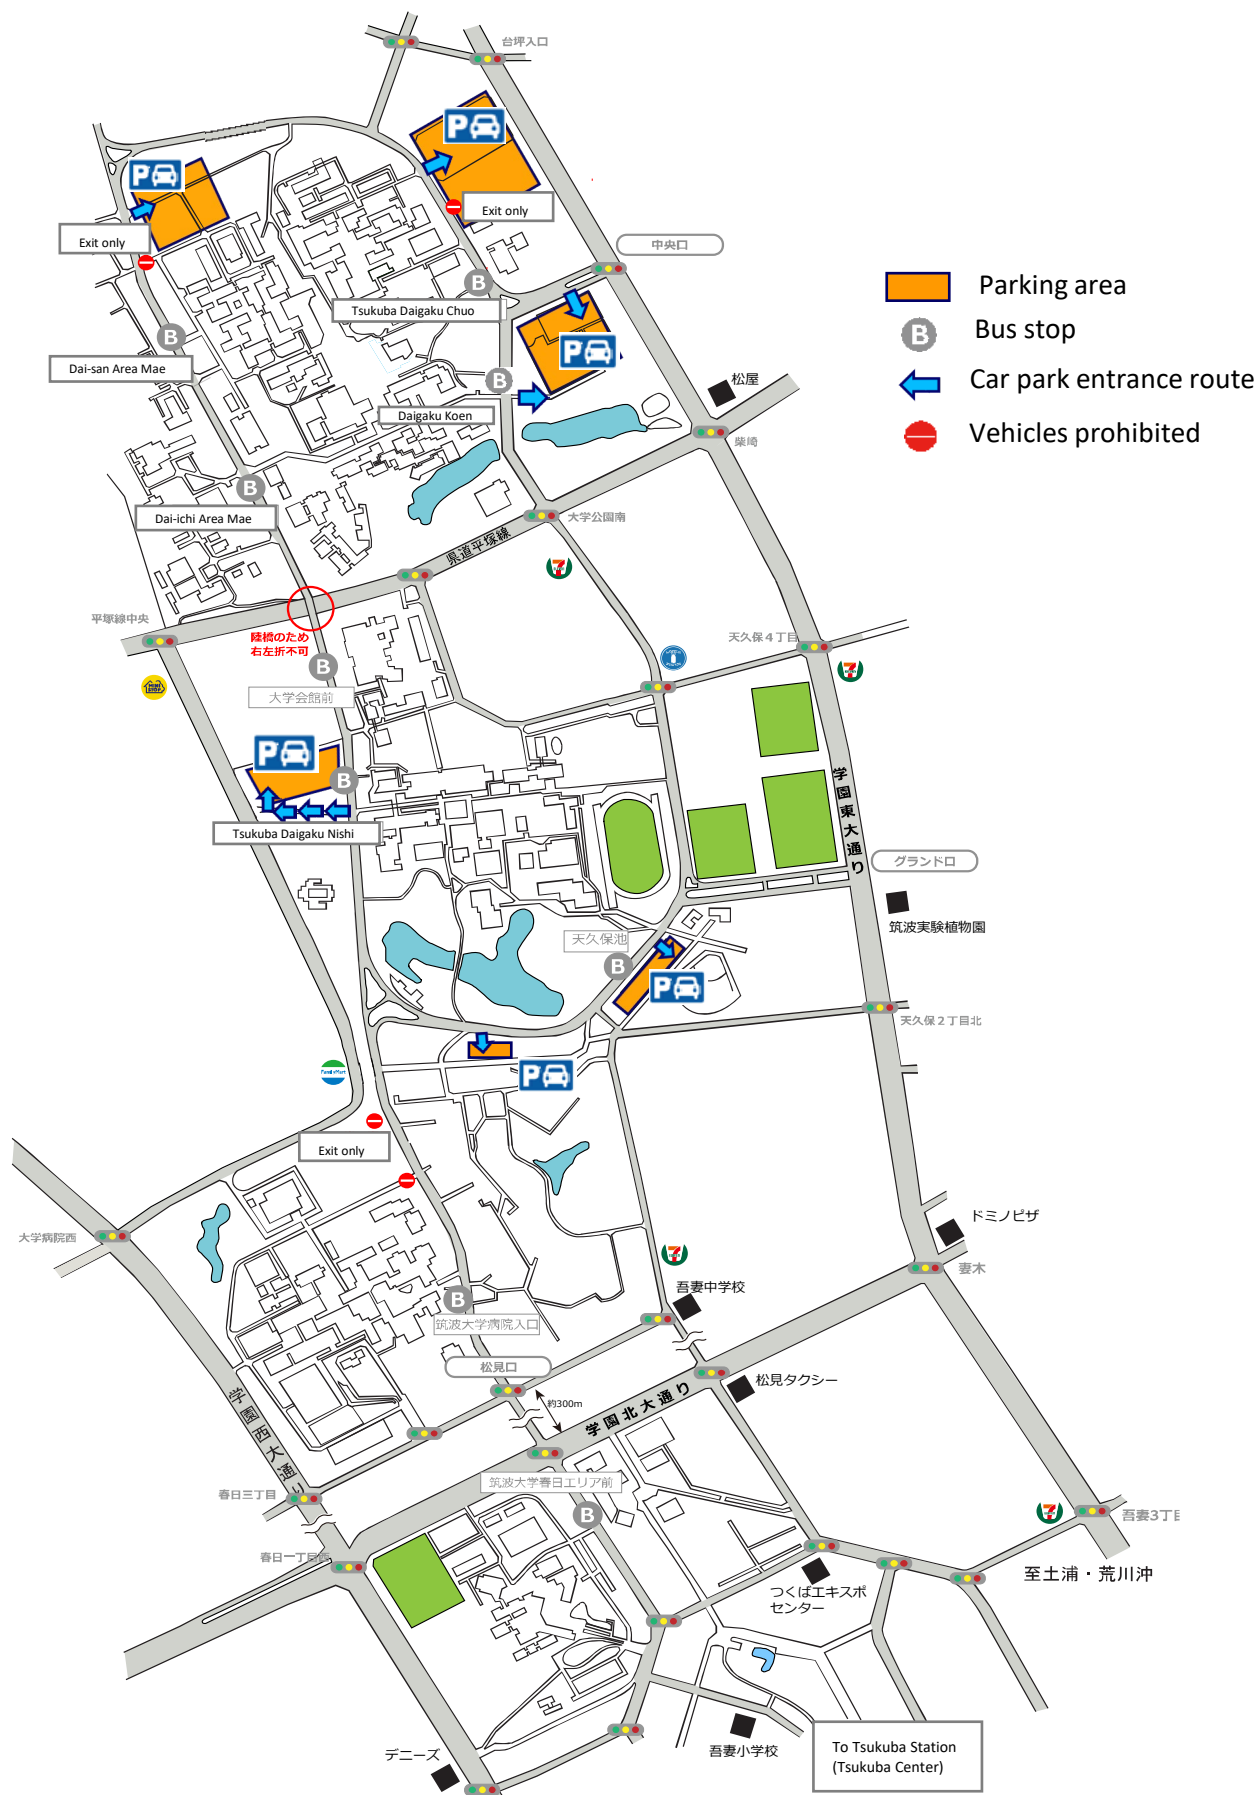 台坪入口
P
P
Exit only
Exit only
中央口
B
Tsukuba Daigaku Chuo
Parking area
B
Bus stop
Car park entrance route
Vehicles prohibited
B
Dai-san Area Mae
P
B
Daigaku Koen
松屋
柴崎
B
Dai-ichi Area Mae
大学公園南
県道平塚線
7
平塚線中央
陸橋のため
右左折不可
天久保４丁目
7
B
大学会館前
P
B
Tsukuba Daigaku Nishi
学園東大通り
グランド口
筑波実験植物園
天久保池
B
P
天久保２丁目北
P
FamilyMart
Exit only
大学病院西
ドミノピザ
妻木
7
吾妻中学校
B
筑波大学病院入口
松見口
約300m
松見タクシー
学園北大通り
学園西大通り
筑波大学春日エリア前
B
春日三丁目
7
吾妻3丁目
春日一丁目西
つくばエキスポ
センター
至土浦・荒川沖
吾妻小学校
デニーズ
To Tsukuba Station
(Tsukuba Center)